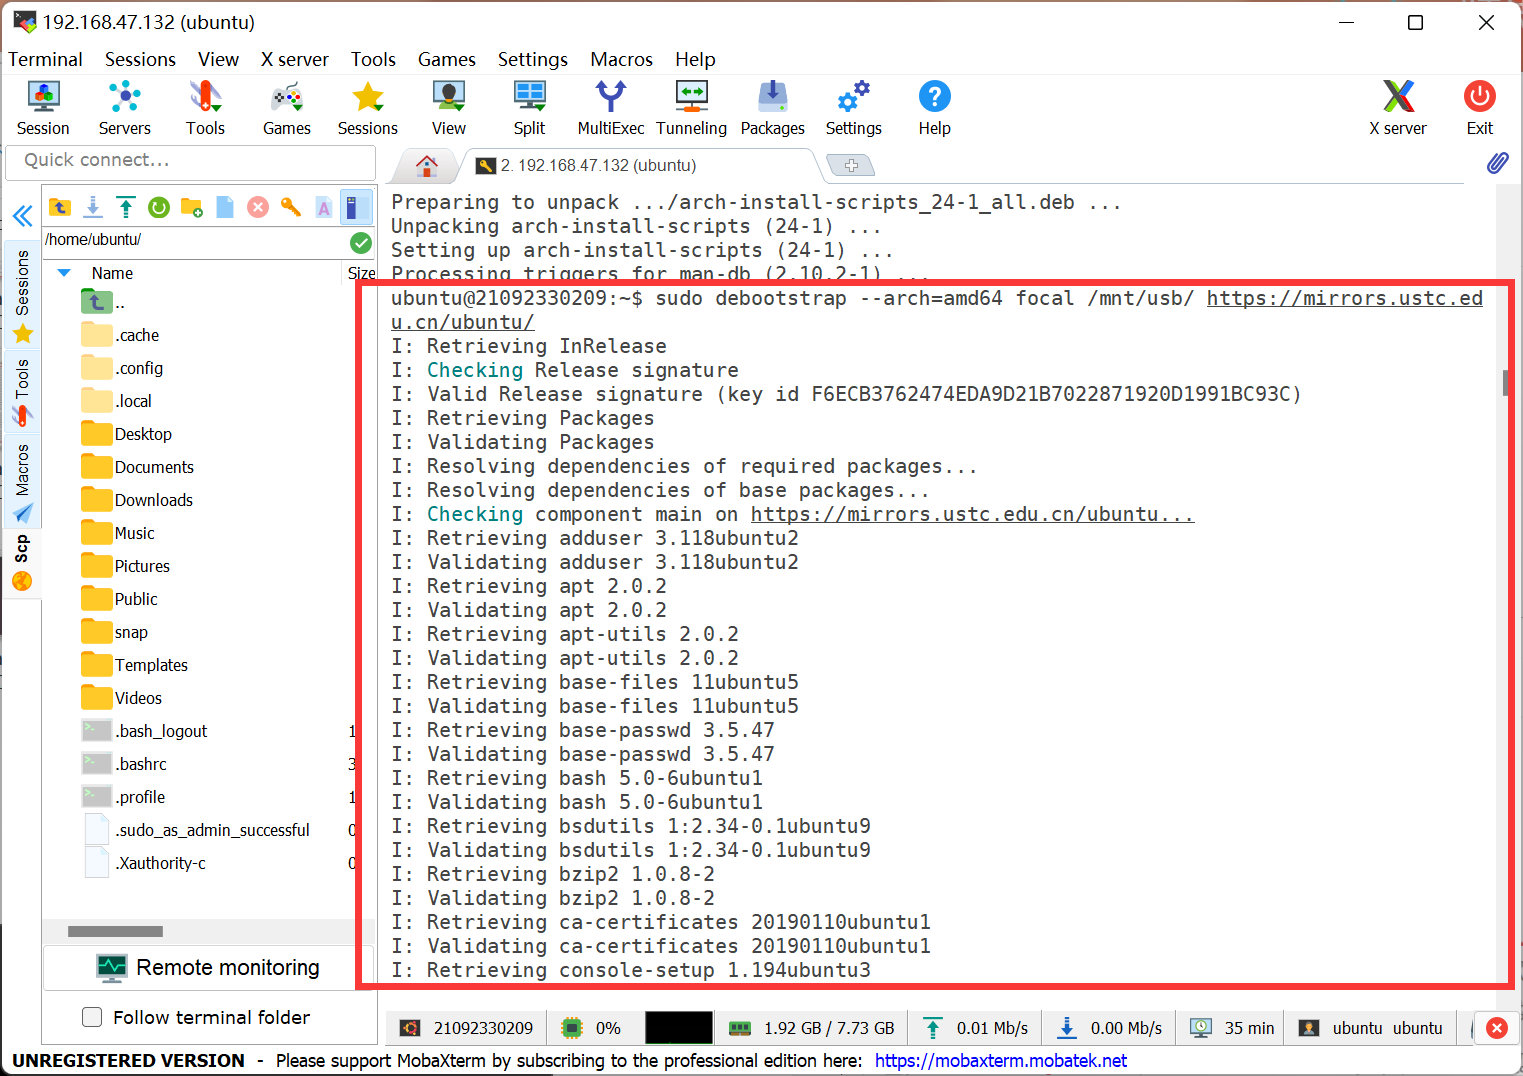 192.168.47.132 (ubuntu)
Terminal Sessions View X server Tools Games Settings Macros Help
Session Servers Tools Games Sessions View Split MultiExec Tunneling Packages Settings Help X server Exit
Quick connect...
2. 192.168.47.132 (ubuntu)
/home/ubuntu/
Name Size
..
.cache
.config
.local
Desktop
Documents
Downloads
Music
Pictures
Public
snap
Templates
Videos
.bash_logout 1
.bashrc 3
.profile 1
.sudo_as_admin_successful 0
.Xauthority-c 0
Sessions
Tools
Macros
Scp
Remote monitoring
Follow terminal folder
Preparing to unpack .../arch-install-scripts_24-1_all.deb ...
Unpacking arch-install-scripts (24-1) ...
Setting up arch-install-scripts (24-1) ...
Processing triggers for man-db (2.10.2-1) ...
ubuntu@21092330209:~$ sudo debootstrap --arch=amd64 focal /mnt/usb/ https://mirrors.ustc.ed
u.cn/ubuntu/
I: Retrieving InRelease
I: Checking Release signature
I: Valid Release signature (key id F6ECB3762474EDA9D21B7022871920D1991BC93C)
I: Retrieving Packages
I: Validating Packages
I: Resolving dependencies of required packages...
I: Resolving dependencies of base packages...
I: Checking component main on https://mirrors.ustc.edu.cn/ubuntu...
I: Retrieving adduser 3.118ubuntu2
I: Validating adduser 3.118ubuntu2
I: Retrieving apt 2.0.2
I: Validating apt 2.0.2
I: Retrieving apt-utils 2.0.2
I: Validating apt-utils 2.0.2
I: Retrieving base-files 11ubuntu5
I: Validating base-files 11ubuntu5
I: Retrieving base-passwd 3.5.47
I: Validating base-passwd 3.5.47
I: Retrieving bash 5.0-6ubuntu1
I: Validating bash 5.0-6ubuntu1
I: Retrieving bsdutils 1:2.34-0.1ubuntu9
I: Validating bsdutils 1:2.34-0.1ubuntu9
I: Retrieving bzip2 1.0.8-2
I: Validating bzip2 1.0.8-2
I: Retrieving ca-certificates 20190110ubuntu1
I: Validating ca-certificates 20190110ubuntu1
I: Retrieving console-setup 1.194ubuntu3
21092330209 0% 1.92 GB / 7.73 GB 0.01 Mb/s 0.00 Mb/s 35 min ubuntu ubuntu
UNREGISTERED VERSION - Please support MobaXterm by subscribing to the professional edition here: https://mobaxterm.mobatek.net